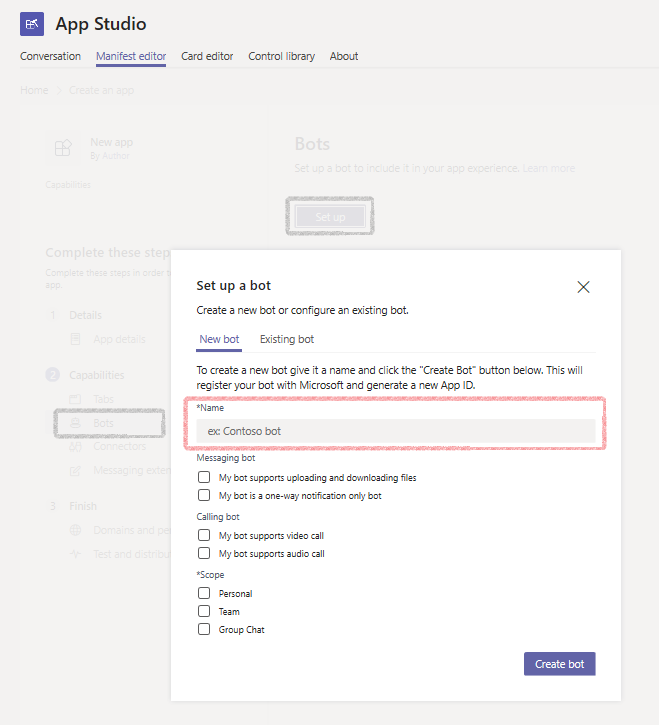 App Studio
Conversation Manifest editor Card editor Control library About
Home > Create an app
New app
By Author
Capabilities
Bots
Set up a bot to include it in your app experience. Learn more
Set up
Complete these step
Complete these steps in order t
app.
1 Details
App details
2 Capabilities
Tabs
Bots
Connectors
Messaging exten
3 Finish
Domains and pe
Test and distribu
Set up a bot
Create a new bot or configure an existing bot.
New bot Existing bot
To create a new bot give it a name and click the "Create Bot" button below. This will
register your bot with Microsoft and generate a new App ID.
*Name
ex: Contoso bot
Messaging bot
My bot supports uploading and downloading files
My bot is a one-way notification only bot
Calling bot
My bot supports video call
My bot supports audio call
*Scope
Personal
Team
Group Chat
Create bot